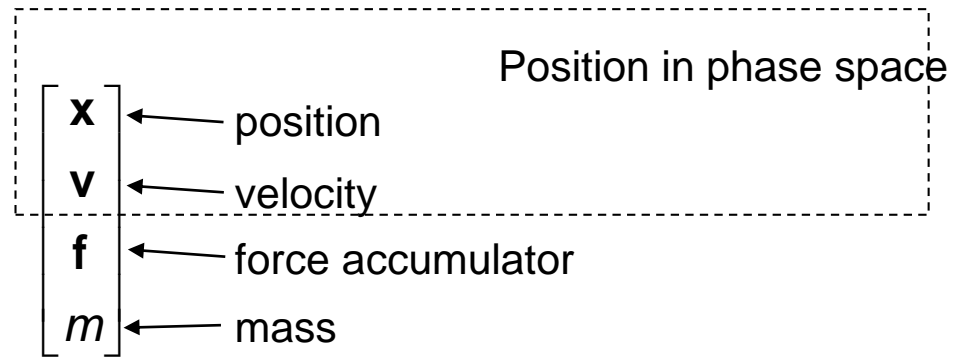 Position in phase space
x position
v velocity
f force accumulator
m mass